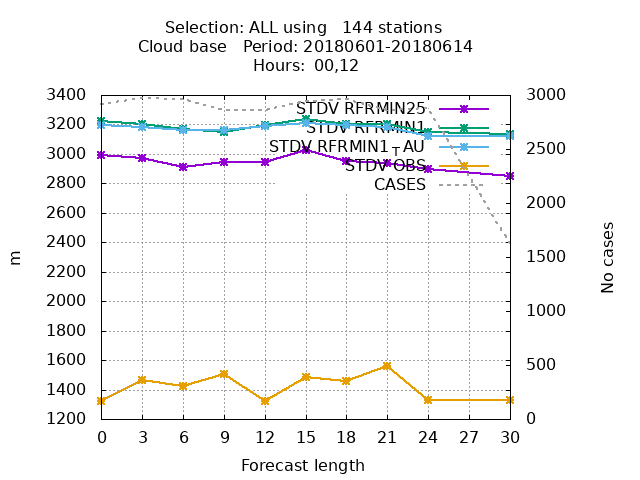 Selection: ALL using   144 stations
Cloud base   Period: 20180601-20180614
Hours:  00,12
3400
3200
3000
2800
2600
2400
2200
2000
1800
1600
1400
1200
3000
2500
2000
1500
1000
500
0
m
No cases
STDV RFRMIN25
STDV RFRMIN1
STDV RFRMIN1TAU
STDV OBS
CASES
0 3 6 9 12 15 18 21 24 27 30
Forecast length